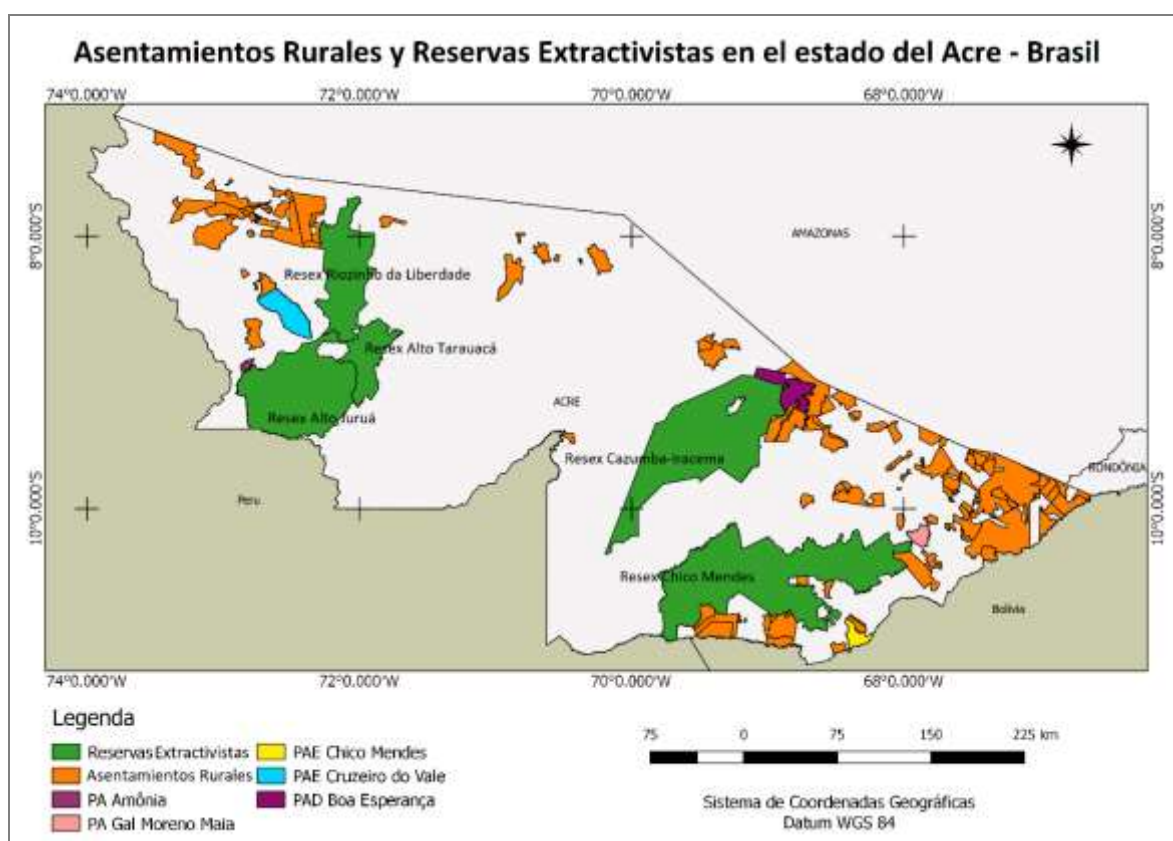 Asentamientos Rurales y Reservas Extractivistas en el estado del Acre - Brasil
74°0.000'W 72°0.000'W 70°0.000'W 68°0.000'W
8°0.000'S 8°0.000'S
AMAZONAS
Resex Riozinho da Liberdade
Resex Alto Tarauacá
ACRE
Resex Alto Juruá
Resex Cazumba-Iracema
RONDÔNIA
Peru
10°0.000'S 10°0.000'S
Resex Chico Mendes
Bolivia
74°0.000'W 72°0.000'W 70°0.000'W 68°0.000'W
Legenda
Reservas Extractivistas
Asentamientos Rurales
PA Amônia
PA Gal Moreno Maia
PAE Chico Mendes
PAE Cruzeiro do Vale
PAD Boa Esperança
75 0 75 150 225 km
Sistema de Coordenadas Geográficas
Datum WGS 84